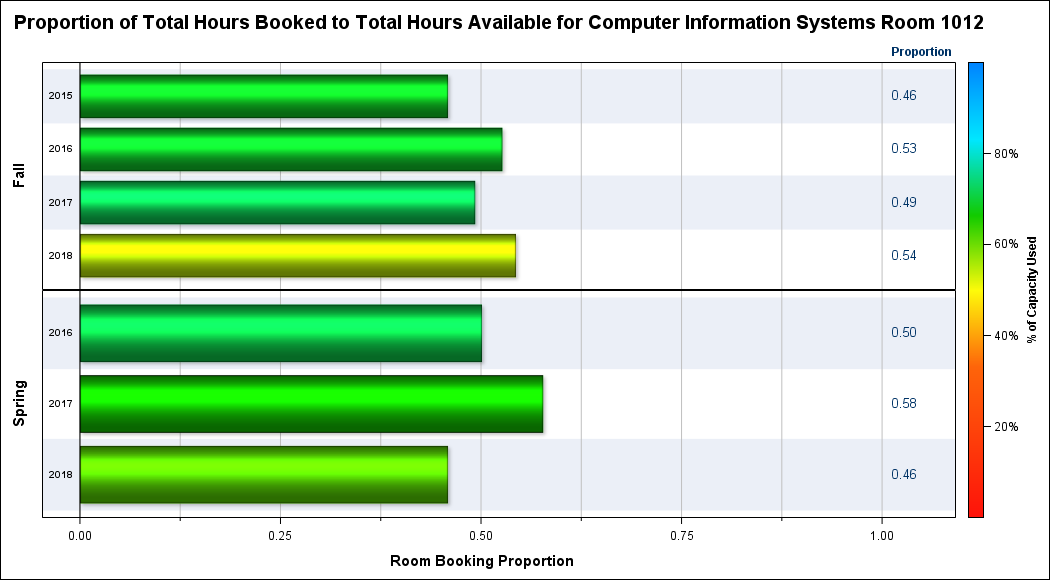 Proportion of Total Hours Booked to Total Hours Available for Computer Information Systems Room 1012
Proportion
Fall
2015 0.46
2016 0.53
2017 0.49
2018 0.54
Spring
2016 0.50
2017 0.58
2018 0.46
0.00 0.25 0.50 0.75 1.00
Room Booking Proportion
80%
60%
40%
20%
% of Capacity Used